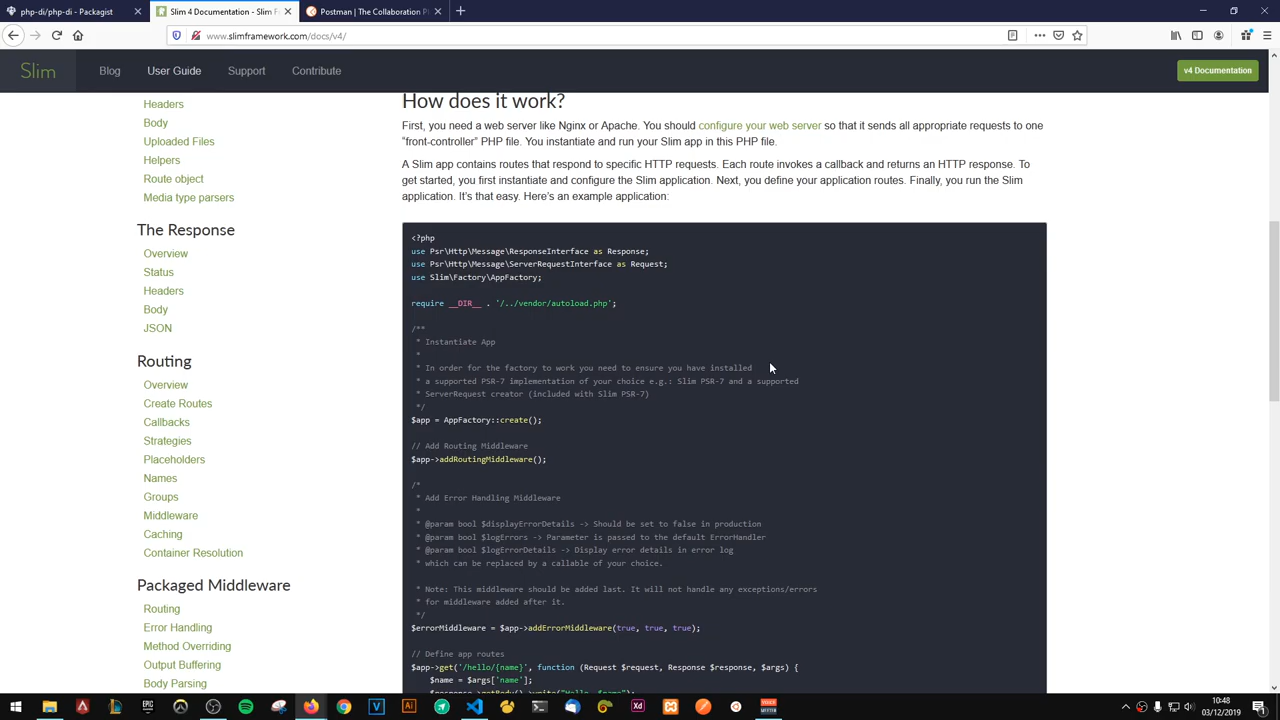 php-di/php-di - Packagist
Slim 4 Documentation - Slim F
Postman | The Collaboration P
www.slimframework.com/docs/v4/
Slim
Blog
User Guide
Support
Contribute
v4 Documentation
Headers
Body
Uploaded Files
Helpers
Route object
Media type parsers
The Response
Overview
Status
Headers
Body
JSON
Routing
Overview
Create Routes
Callbacks
Strategies
Placeholders
Names
Groups
Middleware
Caching
Container Resolution
Packaged Middleware
Routing
Error Handling
Method Overriding
Output Buffering
Body Parsing
How does it work?
First, you need a web server like Nginx or Apache. You should configure your web server so that it sends all appropriate requests to one
“front-controller” PHP file. You instantiate and run your Slim app in this PHP file.
A Slim app contains routes that respond to specific HTTP requests. Each route invokes a callback and returns an HTTP response. To
get started, you first instantiate and configure the Slim application. Next, you define your application routes. Finally, you run the Slim
application. It’s that easy. Here’s an example application:
<?php
use Psr\Http\Message\ResponseInterface as Response;
use Psr\Http\Message\ServerRequestInterface as Request;
use Slim\Factory\AppFactory;
require __DIR__ . '/../vendor/autoload.php';
/**
* Instantiate App
*
* In order for the factory to work you need to ensure you have installed
* a supported PSR-7 implementation of your choice e.g.: Slim PSR-7 and a supported
* ServerRequest creator (included with Slim PSR-7)
*/
$app = AppFactory::create();
// Add Routing Middleware
$app->addRoutingMiddleware();
/*
* Add Error Handling Middleware
*
* @param bool $displayErrorDetails -> Should be set to false in production
* @param bool $logErrors -> Parameter is passed to the default ErrorHandler
* @param bool $logErrorDetails -> Display error details in error log
* which can be replaced by a callable of your choice.
* Note: This middleware should be added last. It will not handle any exceptions/errors
* for middleware added after it.
*/
$errorMiddleware = $app->addErrorMiddleware(true, true, true);
// Define app routes
$app->get('/hello/{name}', function (Request $request, Response $response, $args) {
$name = $args['name'];
$response->getBody()->write("Hello, $name");
10:48
03/12/2019